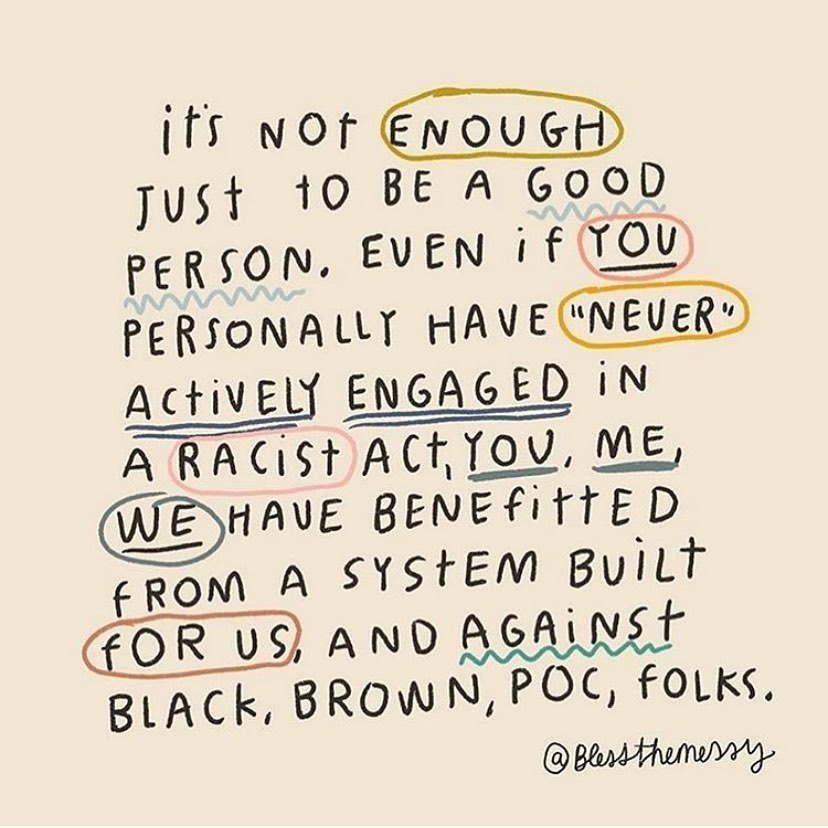 it's NOt ENOUGH
JUSt tO BE A GOOD
PERSON. EVEN if YOU
PERSONALLY HAVE "NEVER"
ACtiVELY ENGAGED iN
A RACiSt ACt, YOU, ME,
WE HAVE BENEfittED
fROM A SYStEM BUiLt
fOR US, AND AGAiNSt
BLACK, BROWN, POC, fOLKS.
@Blessthemessy